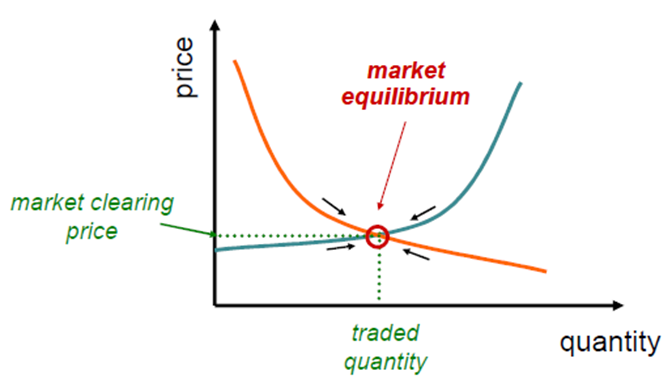 price
market
equilibrium
market clearing
price
traded
quantity
quantity